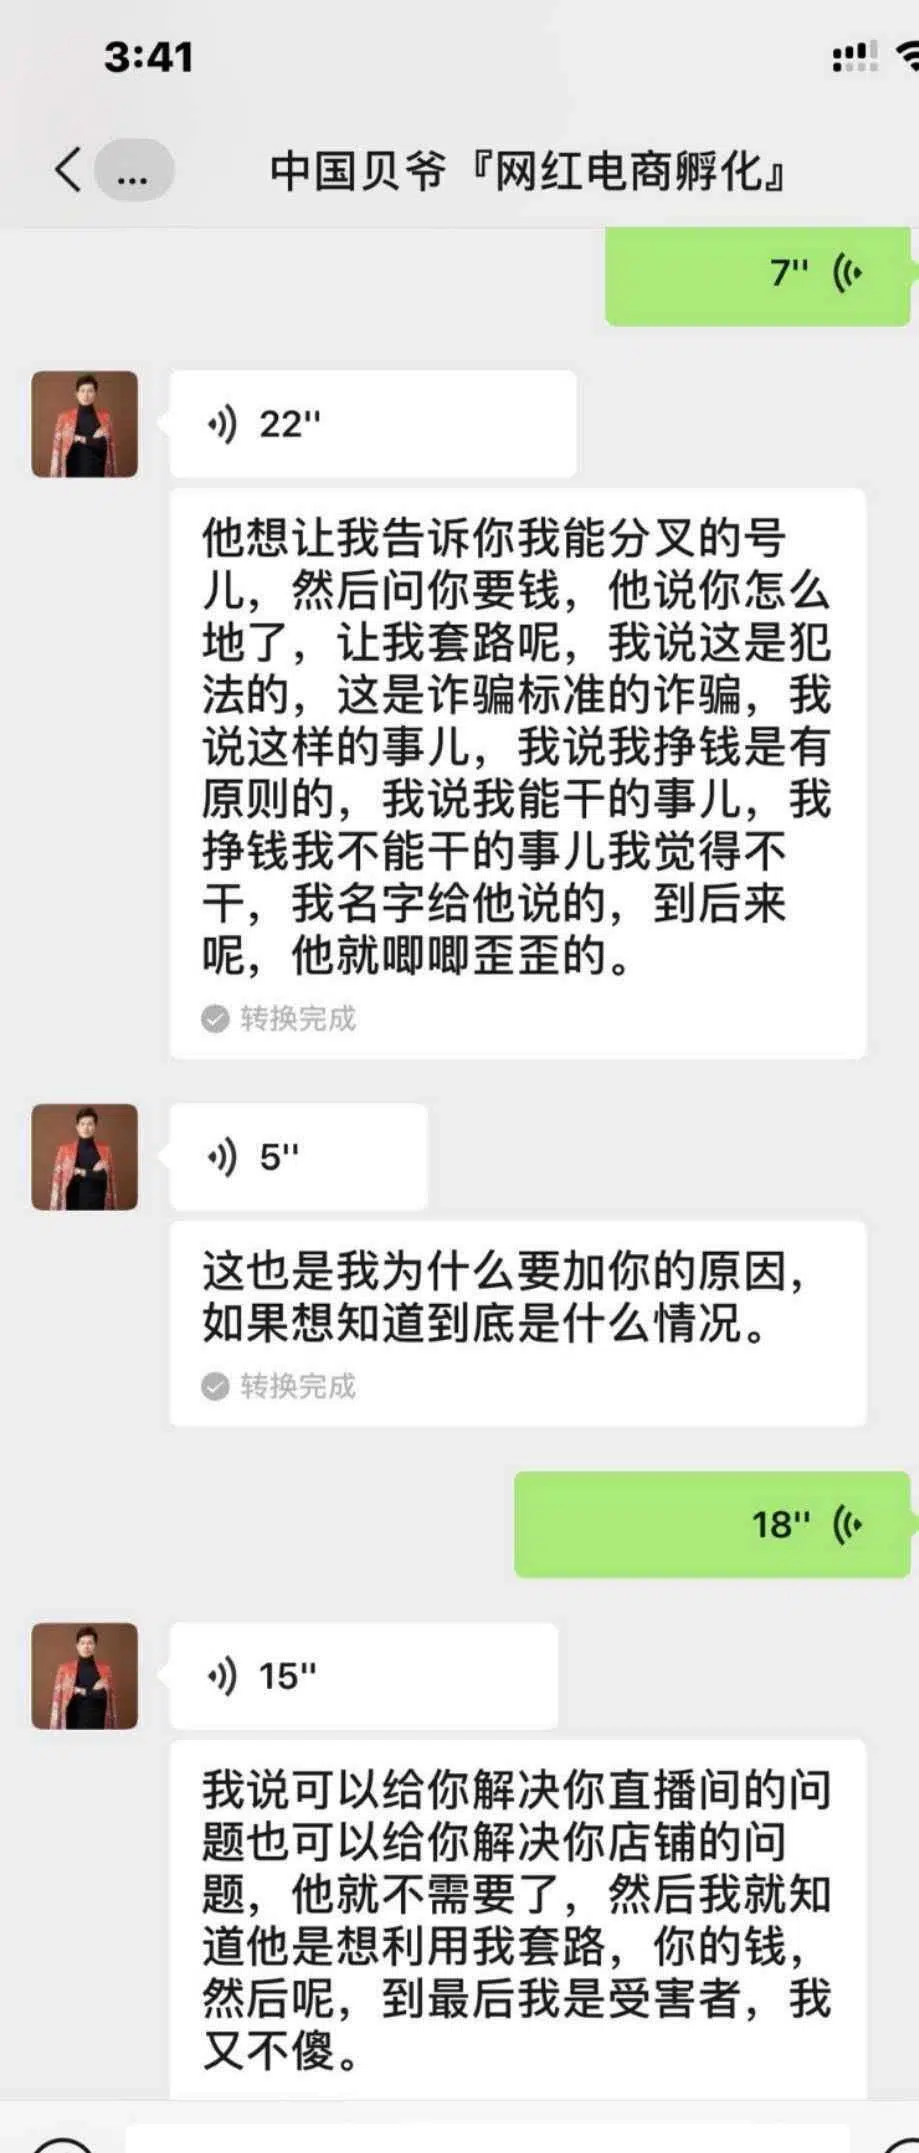 3:41
...
中国贝爷『网红电商孵化』
7''
22''
他想让我告诉你我能分叉的号
儿，然后问你要钱，他说你怎么
地了，让我套路呢，我说这是犯
法的，这是诈骗标准的诈骗，我
说这样的事儿，我说我挣钱是有
原则的，我说我能干的事儿，我
挣钱我不能干的事儿我觉得不
干，我名字给他说的，到后来
呢，他就唧唧歪歪的。
转换完成
5''
这也是我为什么要加你的原因，
如果想知道到底是什么情况。
转换完成
18''
15''
我说可以给你解决你直播间的问
题也可以给你解决你店铺的问
题，他就不需要了，然后我就知
道他是想利用我套路，你的钱，
然后呢，到最后我是受害者，我
又不傻。